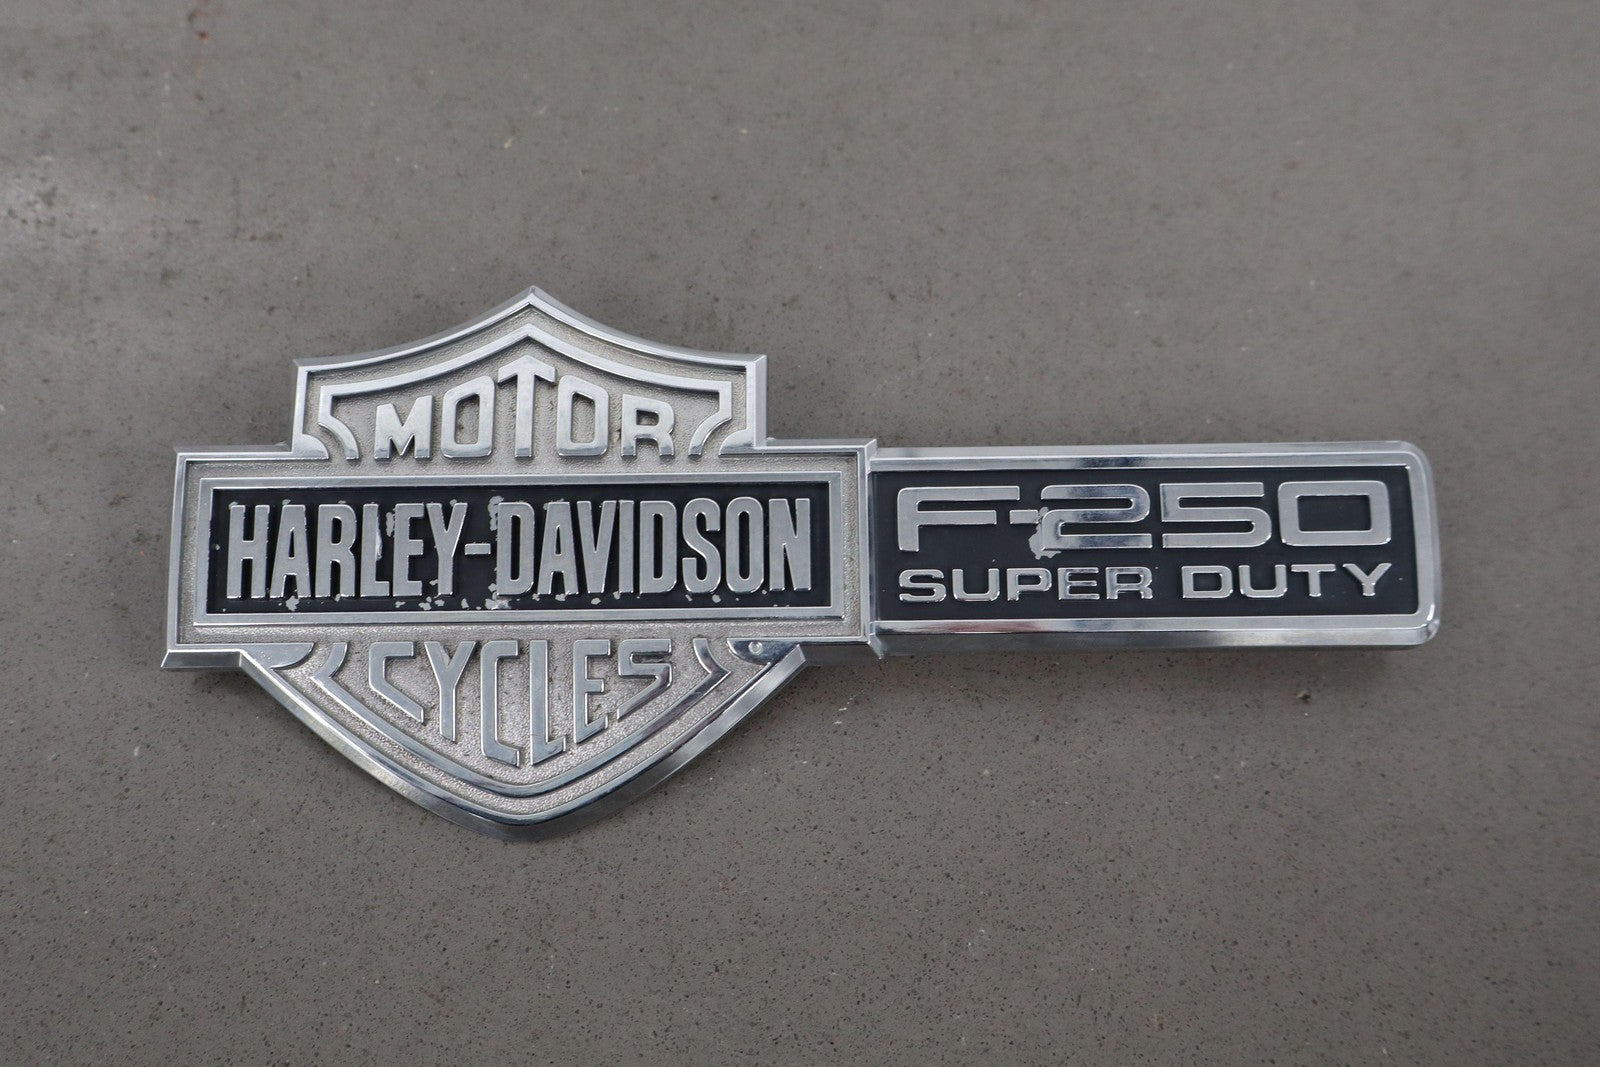 MOTOR
HARLEY-DAVIDSON
CYCLES
F-250
SUPER DUTY